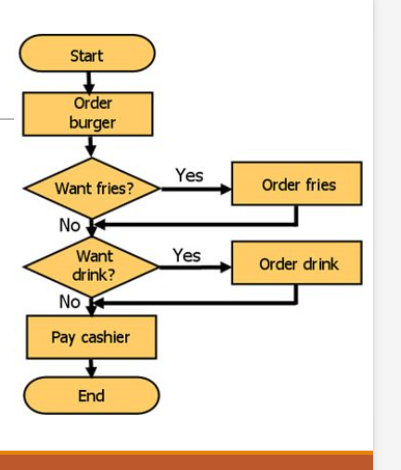 Start
Order
burger
Want fries?
Yes
Order fries
No
Want
drink?
Yes
Order drink
No
Pay cashier
End